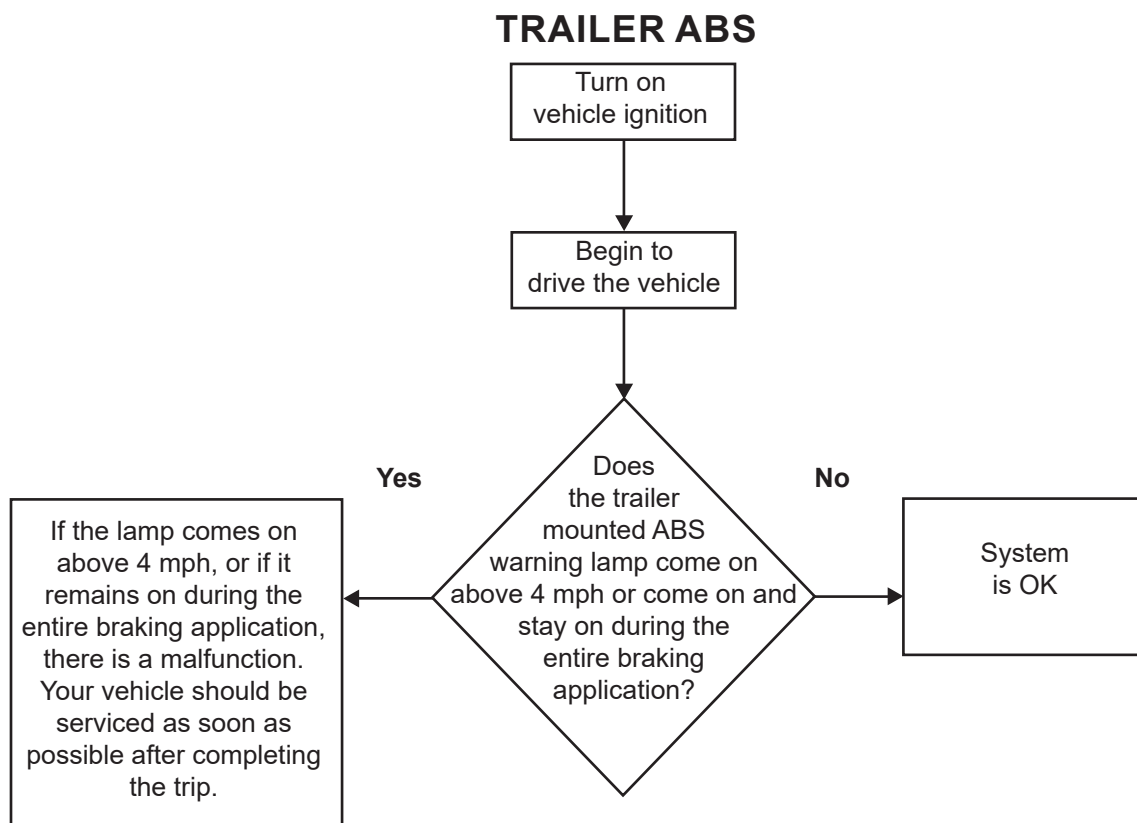 TRAILER ABS
Turn on
vehicle ignition
Begin to
drive the vehicle
Does
the trailer
mounted ABS
warning lamp come on
above 4 mph or come on and
stay on during the
entire braking
application?
Yes
If the lamp comes on
above 4 mph, or if it
remains on during the
entire braking application,
there is a malfunction.
Your vehicle should be
serviced as soon as
possible after completing
the trip.
No
System
is OK